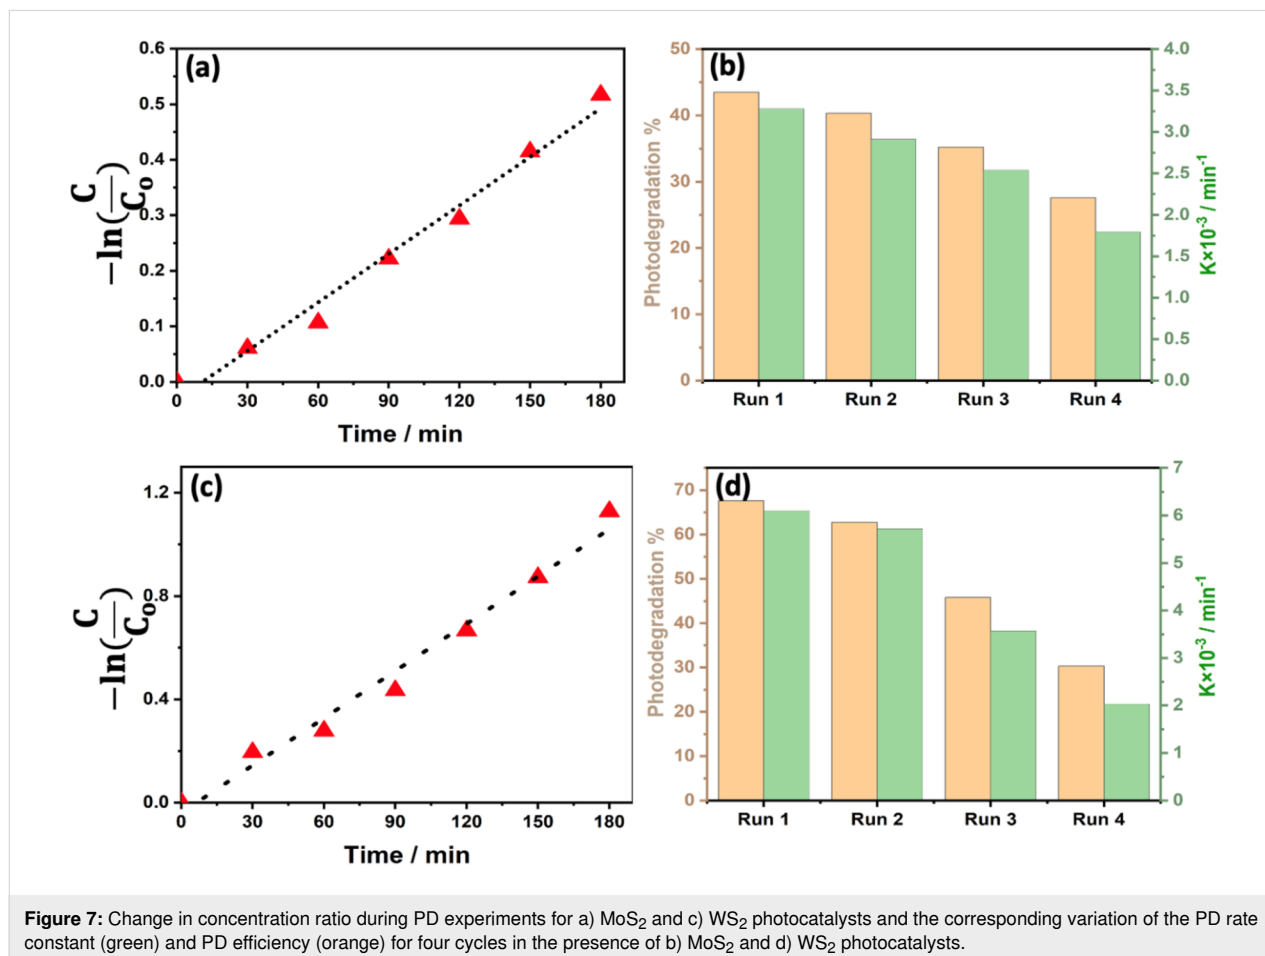 (a)
0.6
0.5
0.4
0.3
0.2
0.1
0.0
−ln(C/Co)
0 30 60 90 120 150 180
Time / min
(b)
50
40
30
20
10
0
Photodegradation %
4.0
3.5
3.0
2.5
2.0
1.5
1.0
0.5
0.0
K×10⁻³ / min⁻¹
Run 1 Run 2 Run 3 Run 4
(c)
1.2
0.8
0.4
0.0
−ln(C/Co)
0 30 60 90 120 150 180
Time / min
(d)
70
60
50
40
30
20
10
0
Photodegradation %
7
6
5
4
3
2
1
0
K×10⁻³ / min⁻¹
Run 1 Run 2 Run 3 Run 4
Figure 7: Change in concentration ratio during PD experiments for a) MoS₂ and c) WS₂ photocatalysts and the corresponding variation of the PD rate
constant (green) and PD efficiency (orange) for four cycles in the presence of b) MoS₂ and d) WS₂ photocatalysts.